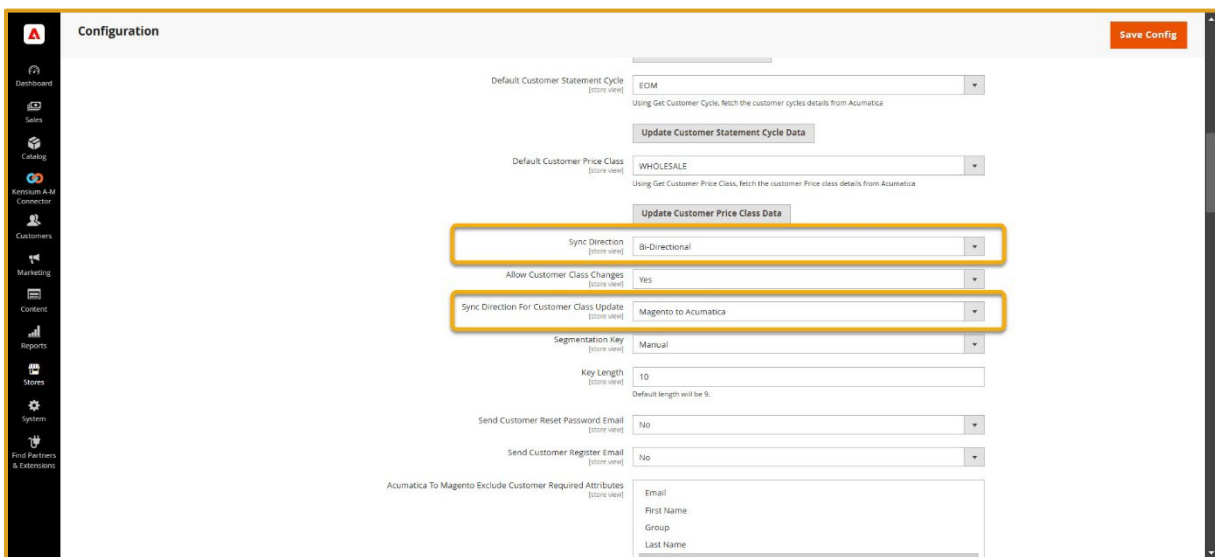 Configuration
Save Config
Dashboard
Sales
Catalog
Kensium A-M
Connector
Customers
Marketing
Content
Reports
Stores
System
Find Partners
& Extensions
Default Customer Statement Cycle
[store view]
EOM
Using Get Customer Cycle, fetch the customer cycles details from Acumatica
Update Customer Statement Cycle Data
Default Customer Price Class
[store view]
WHOLESALE
Using Get Customer Price Class, fetch the customer Price class details from Acumatica
Update Customer Price Class Data
Sync Direction
[store view]
Bi-Directional
Allow Customer Class Changes
[store view]
Yes
Sync Direction For Customer Class Update
[store view]
Magento to Acumatica
Segmentation Key
[store view]
Manual
Key Length
[store view]
10
Default length will be 9.
Send Customer Reset Password Email
[store view]
No
Send Customer Register Email
[store view]
No
Acumatica To Magento Exclude Customer Required Attributes
[store view]
Email
First Name
Group
Last Name